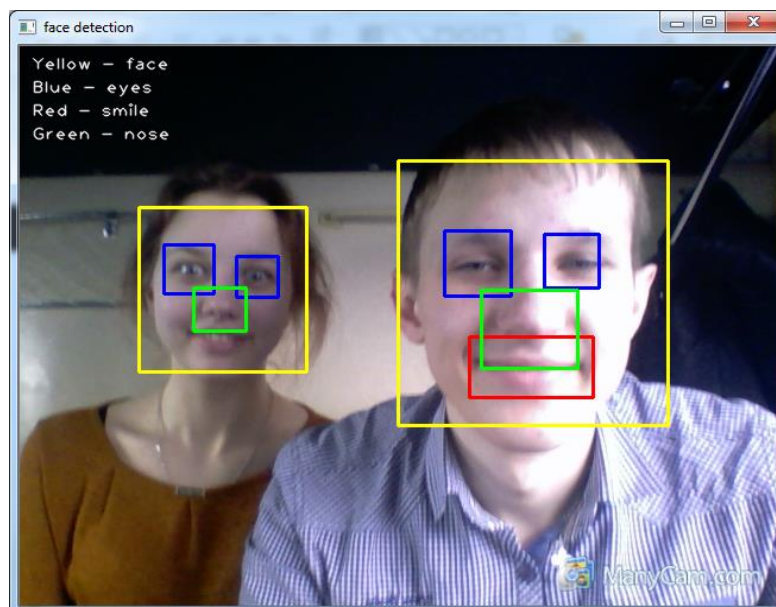 face detection
Yellow – face
Blue – eyes
Red – smile
Green – nose
ManyCam.com